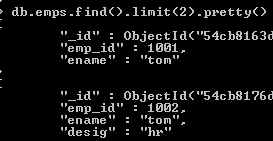 > db.emps.find().limit(2).pretty()
"_id" : ObjectId("54cb8163d
"emp_id" : 1001,
"ename" : "tom"
"_id" : ObjectId("54cb8176d
"emp_id" : 1002,
"ename" : "tom",
"desig" : "hr"